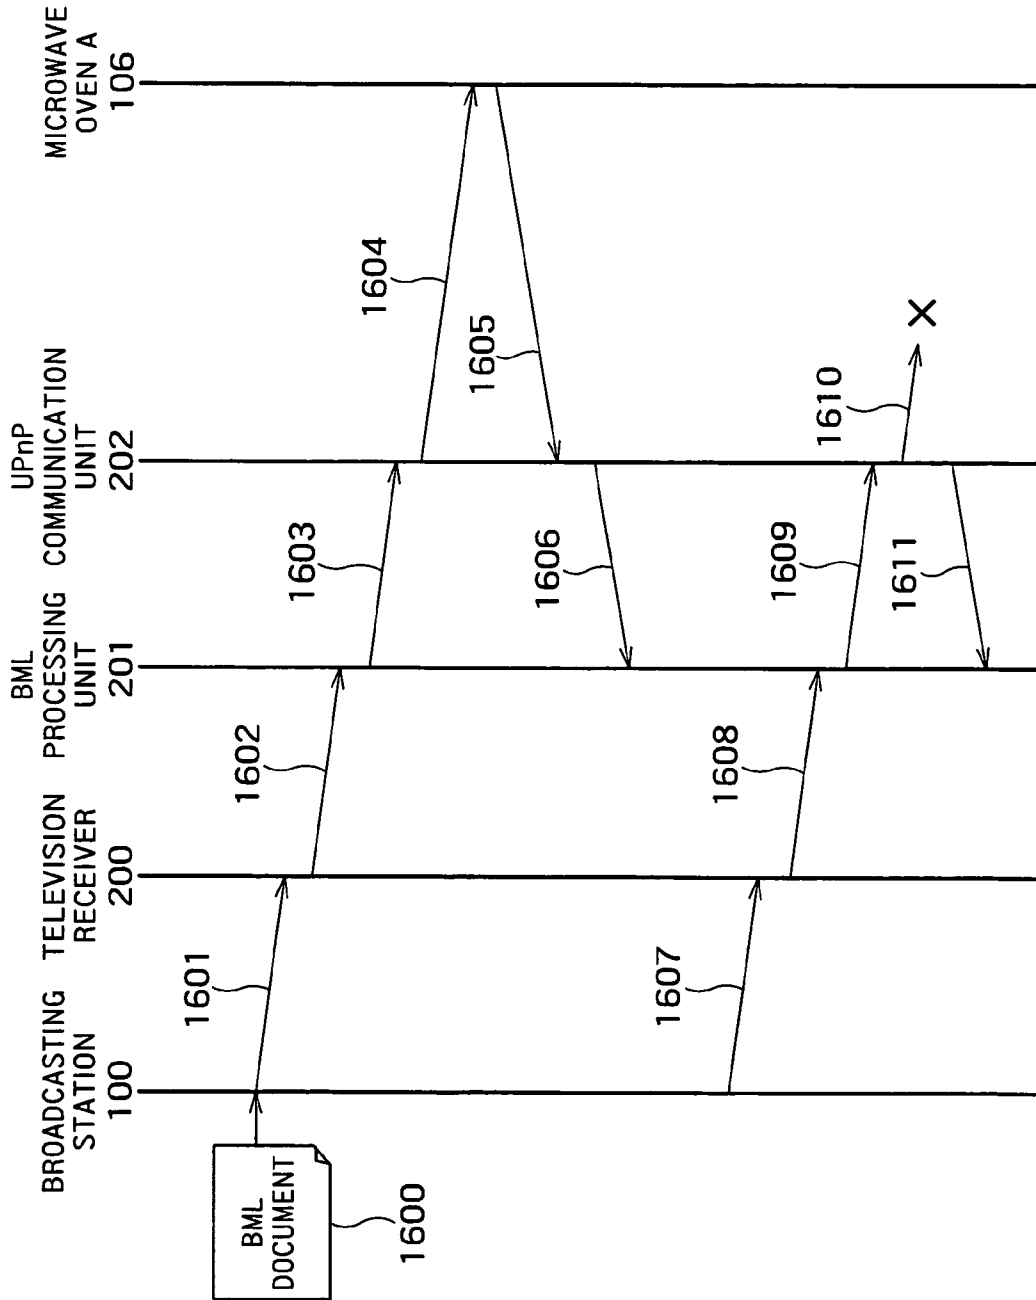 BROADCASTING
STATION
100
TELEVISION
RECEIVER
200
BML
PROCESSING
UNIT
201
UPnP
COMMUNICATION
UNIT
202
MICROWAVE
OVEN A
106
BML
DOCUMENT
1600
1601
1602
1603
1604
1605
1606
1607
1608
1609
1610
1611